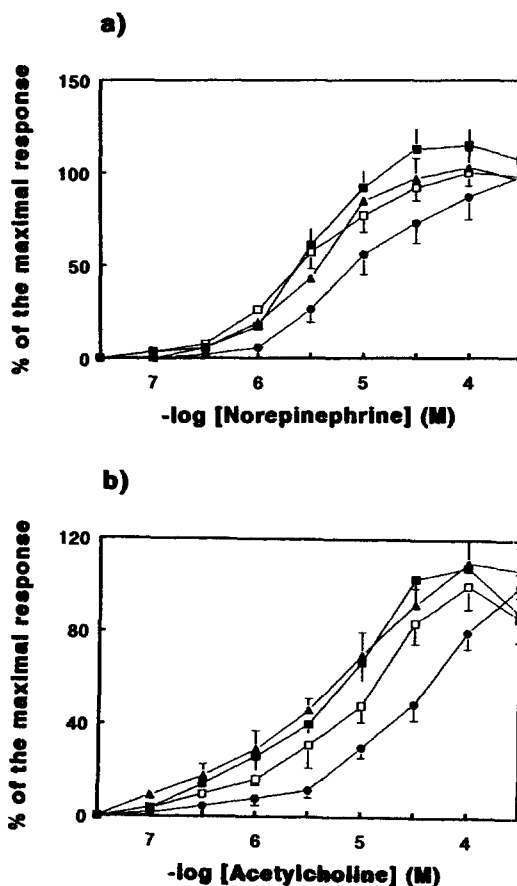 a)
% of the maximal response
150
100
50
0
7 6 5 4
-log [Norepinephrine] (M)
b)
% of the maximal response
120
80
40
0
7 6 5 4
-log [Acetylcholine] (M)